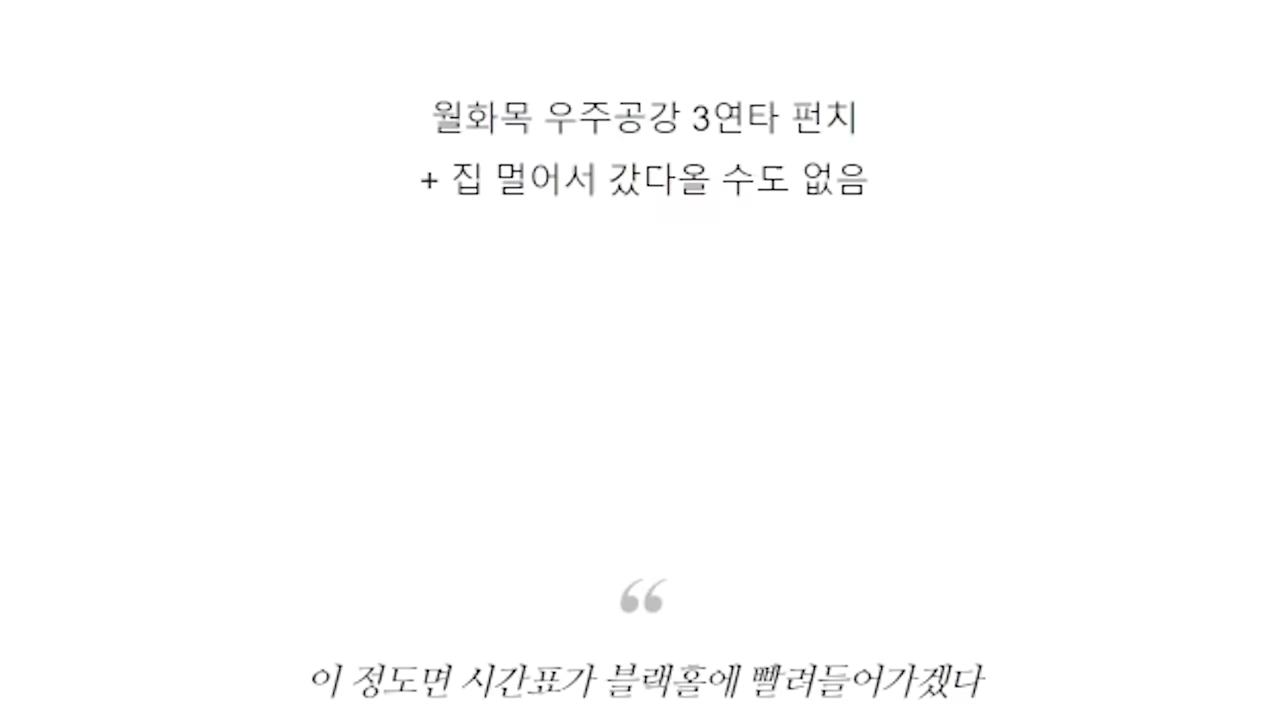 월화목 우주공강 3연타 펀치
+ 집 멀어서 갔다올 수도 없음
“
이 정도면 시간표가 블랙홀에 빨려들어가겠다